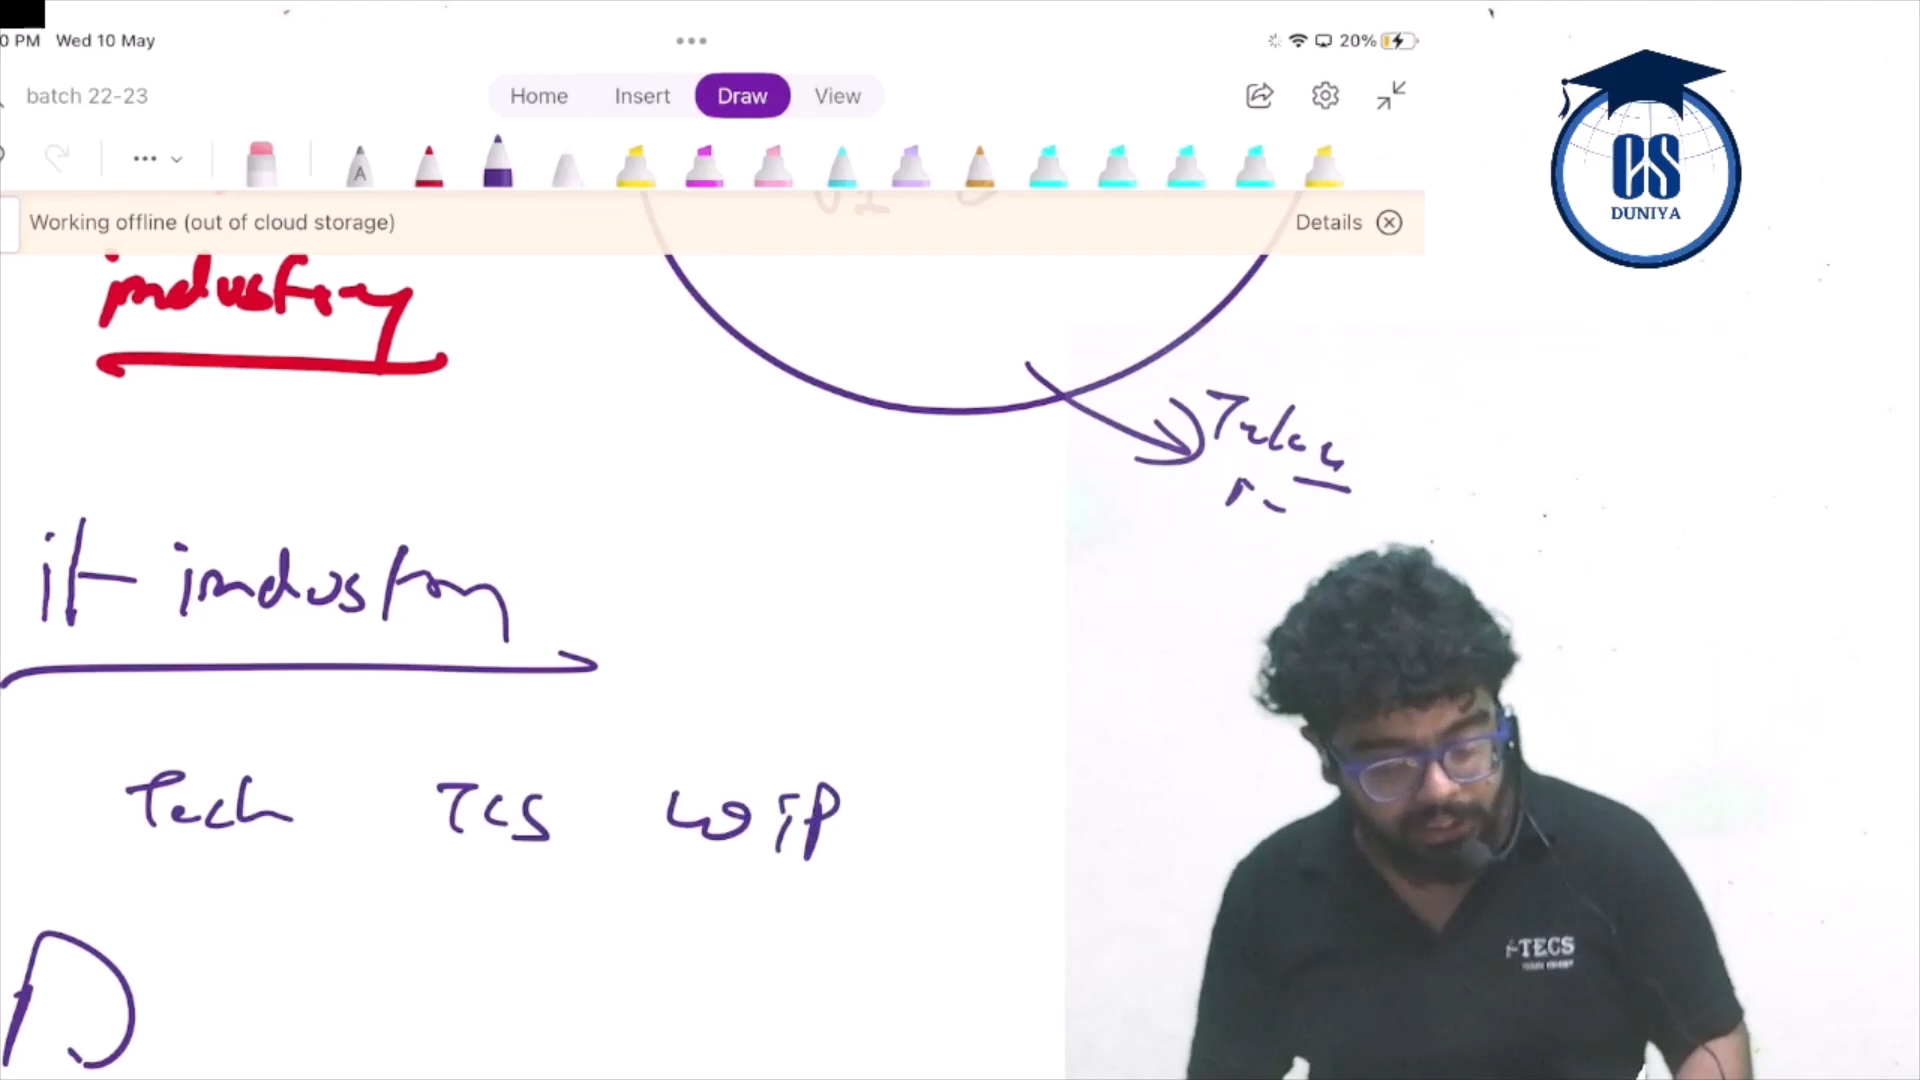 0 PM Wed 10 May
20%
batch 22-23
Home Insert Draw View
A
Working offline (out of cloud storage)
Details
CS
DUNIYA
industry
it industry
Tech TCS wip
D
TECS